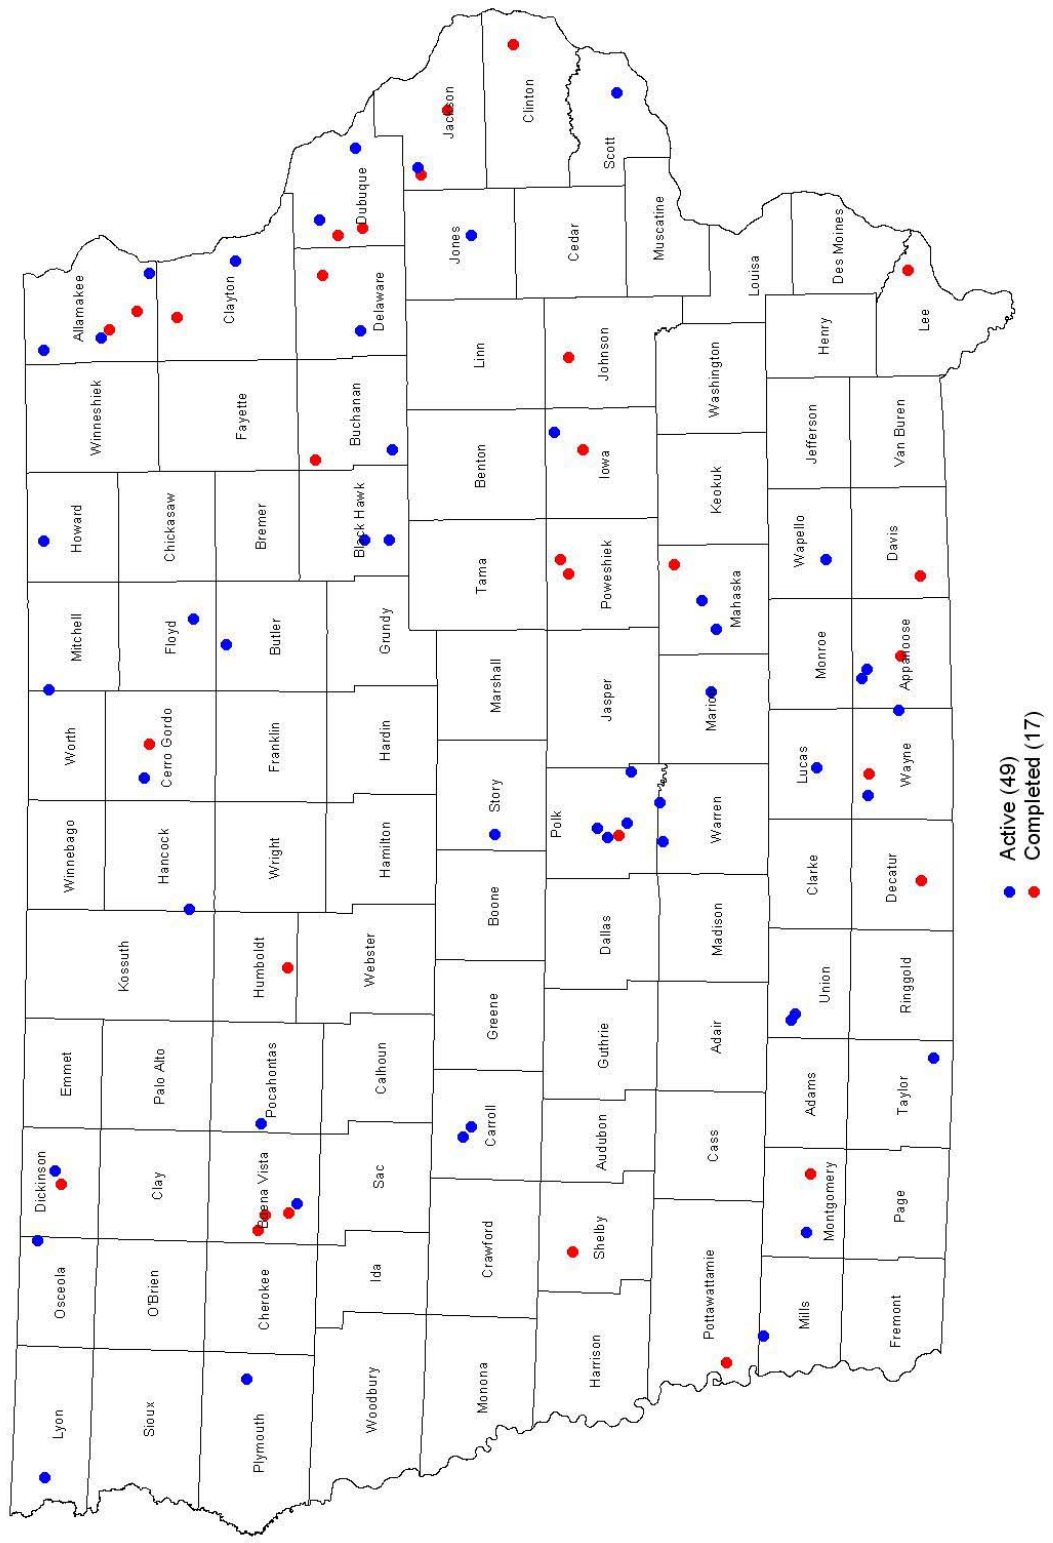 Lyon
Osceola
Dickinson
Emmet
Kossuth
Winnebago
Worth
Mitchell
Howard
Winneshiek
Allamakee
Sioux
O'Brien
Clay
Palo Alto
Hancock
Cerro Gordo
Floyd
Chickasaw
Fayette
Clayton
Plymouth
Cherokee
Buena Vista
Pocahontas
Humboldt
Wright
Franklin
Butler
Bremer
Woodbury
Ida
Sac
Calhoun
Webster
Hamilton
Hardin
Grundy
Black Hawk
Buchanan
Delaware
Dubuque
Monona
Crawford
Carroll
Greene
Boone
Story
Marshall
Tama
Benton
Linn
Jones
Jackson
Clinton
Harrison
Shelby
Audubon
Guthrie
Dallas
Polk
Jasper
Poweshiek
Iowa
Johnson
Cedar
Scott
Muscatine
Pottawattamie
Cass
Adair
Madison
Warren
Marion
Mahaska
Keokuk
Washington
Louisa
Mills
Montgomery
Adams
Union
Clarke
Lucas
Monroe
Wapello
Jefferson
Henry
Des Moines
Fremont
Page
Taylor
Ringgold
Decatur
Wayne
Appanoose
Davis
Van Buren
Lee
Active (49)
Completed (17)